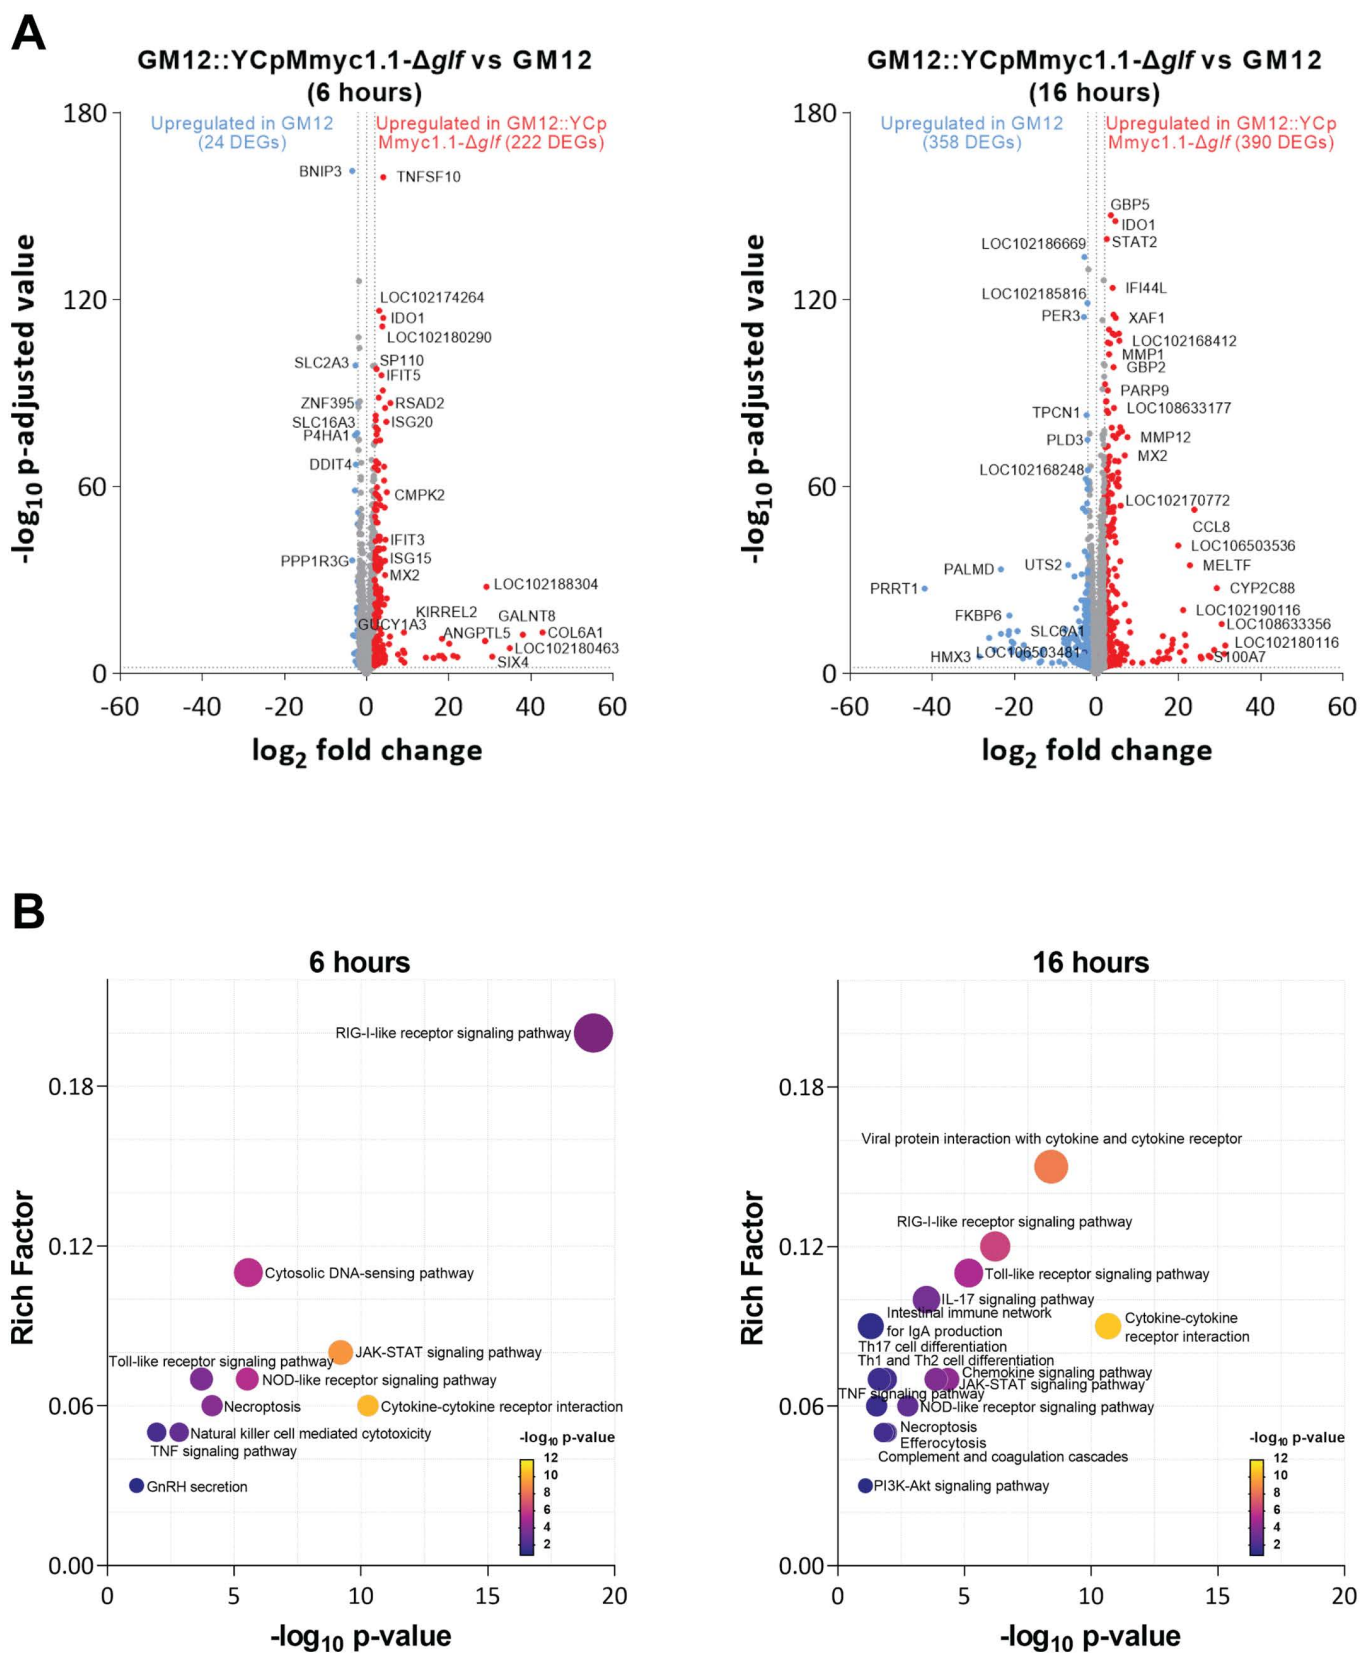 A
GM12::YCpMmyc1.1-Δglf vs GM12
(6 hours)
Upregulated in GM12
(24 DEGs)
Upregulated in GM12::YCp
Mmyc1.1-Δglf (222 DEGs)
-log10 p-adjusted value
180
120
60
0
BNIP3
TNFSF10
LOC102174264
IDO1
LOC102180290
SLC2A3
SP110
IFIT5
ZNF395
RSAD2
SLC16A3
ISG20
P4HA1
DDIT4
CMPK2
IFIT3
PPP1R3G
ISG15
MX2
LOC102188304
KIRREL2
GALNT8
GUCY1A3
ANGPTL5
COL6A1
LOC102180463
SIX4
-60
-40
-20
0
20
40
60
log2 fold change
GM12::YCpMmyc1.1-Δglf vs GM12
(16 hours)
Upregulated in GM12
(358 DEGs)
Upregulated in GM12::YCp
Mmyc1.1-Δglf (390 DEGs)
-log10 p-adjusted value
180
120
60
0
GBP5
IDO1
LOC102186669
STAT2
LOC102185816
IFI44L
PER3
XAF1
LOC102168412
MMP1
GBP2
PARP9
TPCN1
LOC108633177
PLD3
MMP12
MX2
LOC102168248
LOC102170772
CCL8
LOC106503536
PALMD
UTS2
MELTF
PRRT1
CYP2C88
FKBP6
LOC102190116
SLC6A1
LOC108633356
HMX3
LOC106503481
LOC102180116
S100A7
-60
-40
-20
0
20
40
60
log2 fold change
B
6 hours
Rich Factor
0.18
0.12
0.06
0.00
RIG-I-like receptor signaling pathway
Cytosolic DNA-sensing pathway
JAK-STAT signaling pathway
Toll-like receptor signaling pathway
NOD-like receptor signaling pathway
Necroptosis
Cytokine-cytokine receptor interaction
Natural killer cell mediated cytotoxicity
TNF signaling pathway
GnRH secretion
-log10 p-value
12
10
8
6
4
2
0
5
10
15
20
-log10 p-value
16 hours
Rich Factor
0.18
0.12
0.06
0.00
Viral protein interaction with cytokine and cytokine receptor
RIG-I-like receptor signaling pathway
Toll-like receptor signaling pathway
IL-17 signaling pathway
Intestinal immune network
for IgA production
Cytokine-cytokine
receptor interaction
Th17 cell differentiation
Th1 and Th2 cell differentiation
Chemokine signaling pathway
JAK-STAT signaling pathway
TNF signaling pathway
NOD-like receptor signaling pathway
Necroptosis
Efferocytosis
Complement and coagulation cascades
PI3K-Akt signaling pathway
-log10 p-value
12
10
8
6
4
2
0
5
10
15
20
-log10 p-value